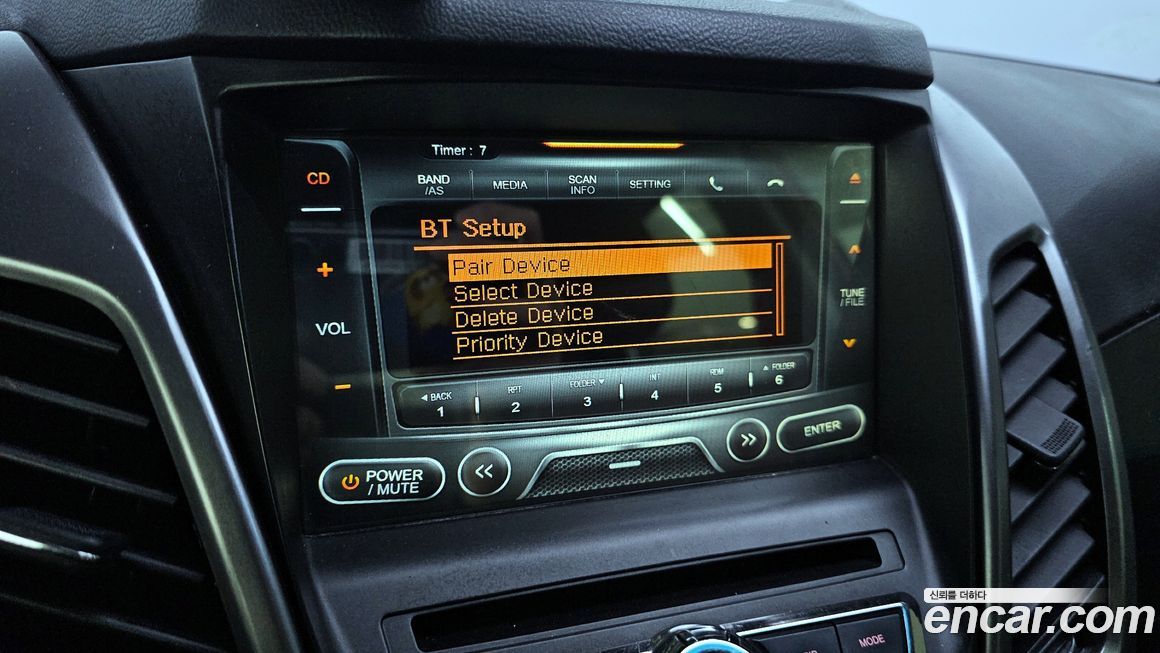 Timer : 7
CD
BAND
/AS
MEDIA
SCAN
INFO
SETTING
BT Setup
Pair Device
Select Device
Delete Device
Priority Device
VOL
TUNE
/ FILE
◀ BACK
1
RPT
2
FOLDER ▼
3
INT
4
RDM
5
▲ FOLDER
6
POWER
/ MUTE
ENTER
MODE
신뢰를 더하다
encar.com